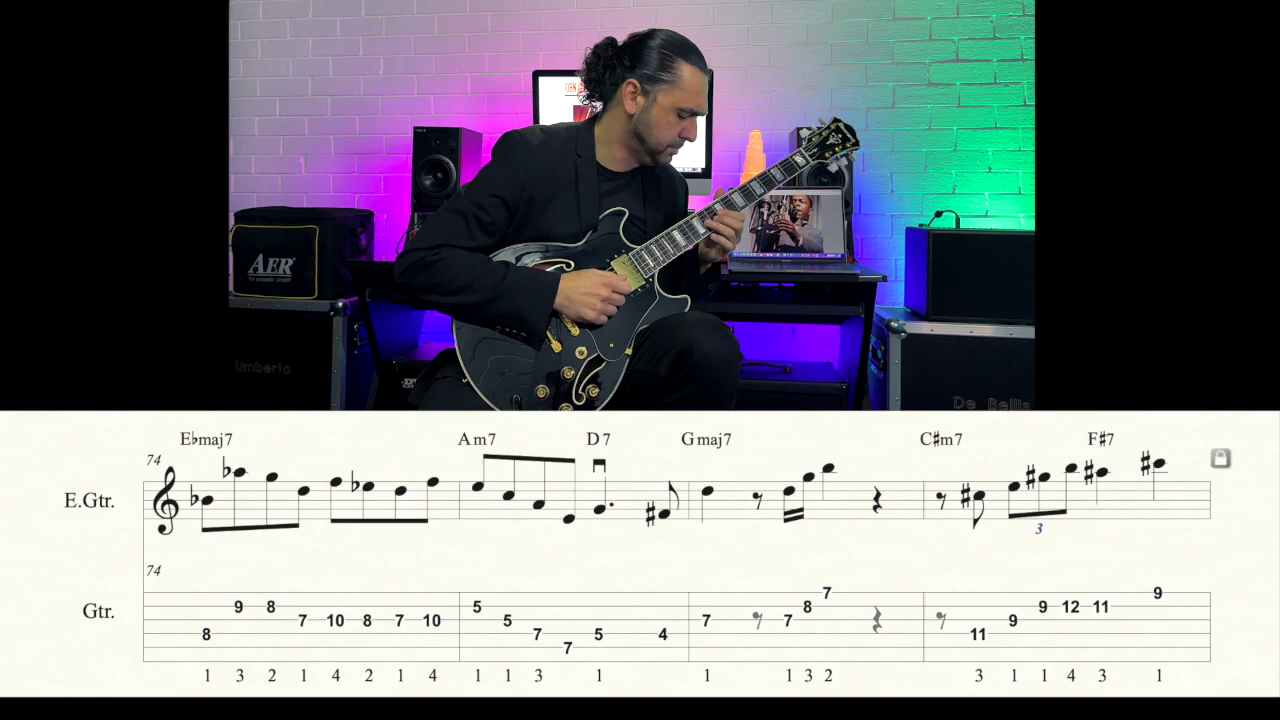 AER
Umberto
De Bellis
E♭maj7 Am7 D7 Gmaj7 C♯m7 F♯7
74
E.Gtr.
3
74
Gtr.
8 9 8 7 10 8 7 10 5 5 7 7 5 4 7 7 8 7 11 9 9 12 11 9
1 3 2 1 4 2 1 4 1 1 3 1 1 1 3 2 3 1 1 4 3 1